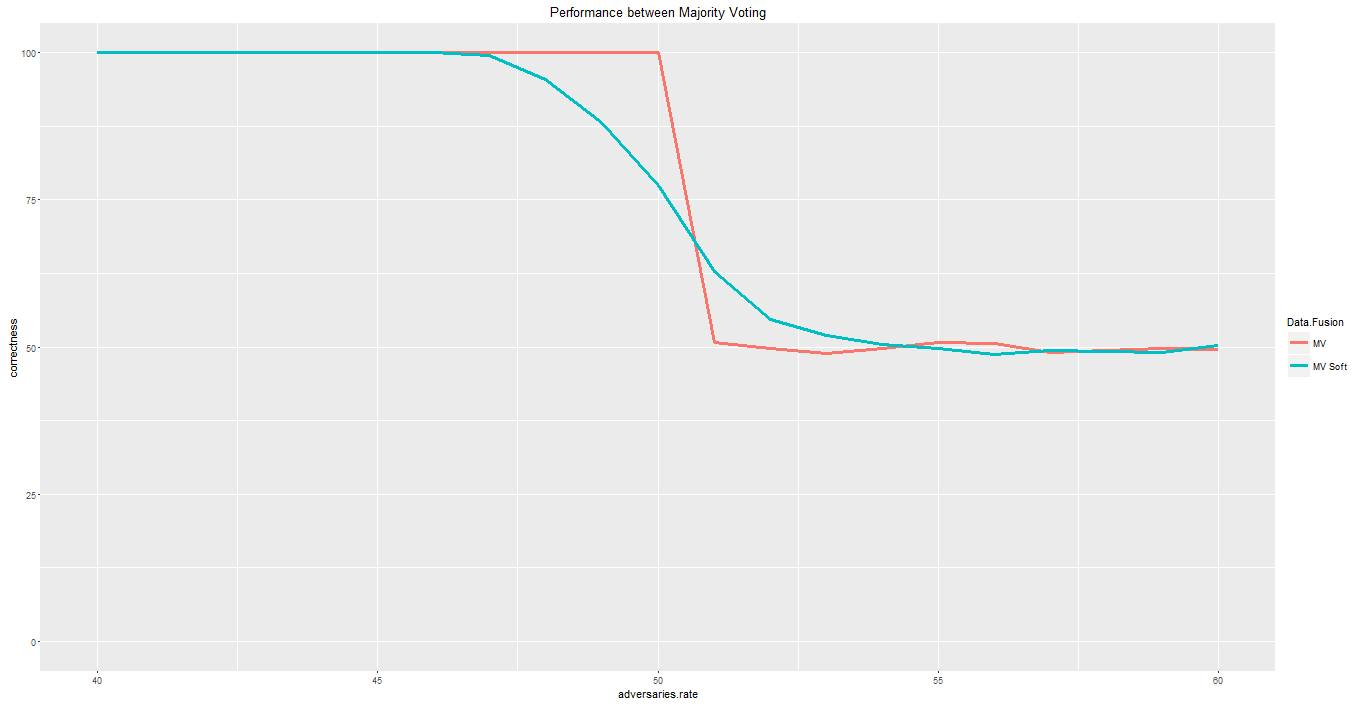 Performance between Majority Voting
correctness
100
75
50
25
0
40 45 50 55 60
adversaries.rate
Data.Fusion
MV
MV Soft